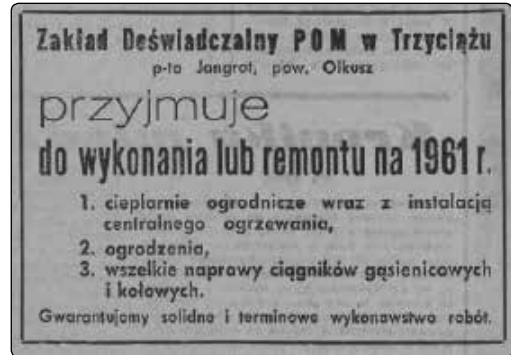 Zakład Deświadczalny POM w Trzyciążu
p-ta Jangrot, pow. Olkusz
przyjmuje
do wykonania lub remontu na 1961 r.
1. cieplarnie ogrodnicze wraz z instalacją
centralnego ogrzewania,
2. ogrodzenia,
3. wszelkie naprawy ciągników gąsienicowych
i kołowych.
Gwarantujemy solidne i terminowe wykonawstwo robót.